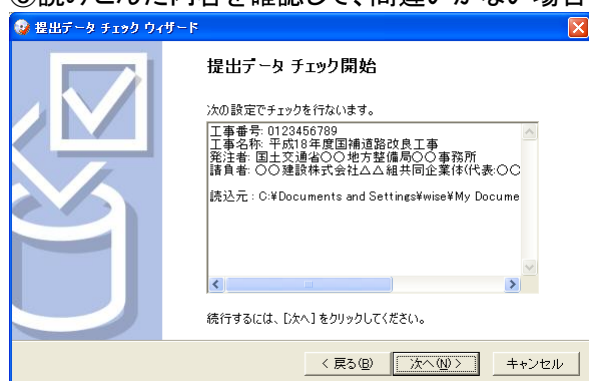 読みこんだ内容を確認して、間違いがない場合
提出データ チェック ウィザード
提出データ チェック開始
次の設定でチェックを行ないます。
工事番号: 0123456789
工事名称: 平成18年度国補道路改良工事
発注者: 国土交通省〇〇地方整備局〇〇事務所
請負者: 〇〇建設株式会社△△組共同企業体(代表:〇〇
読込元 : C:¥Documents and Settings¥wise¥My Docume
続行するには、[次へ] をクリックしてください。
< 戻る(B)
次へ(N) >
キャンセル